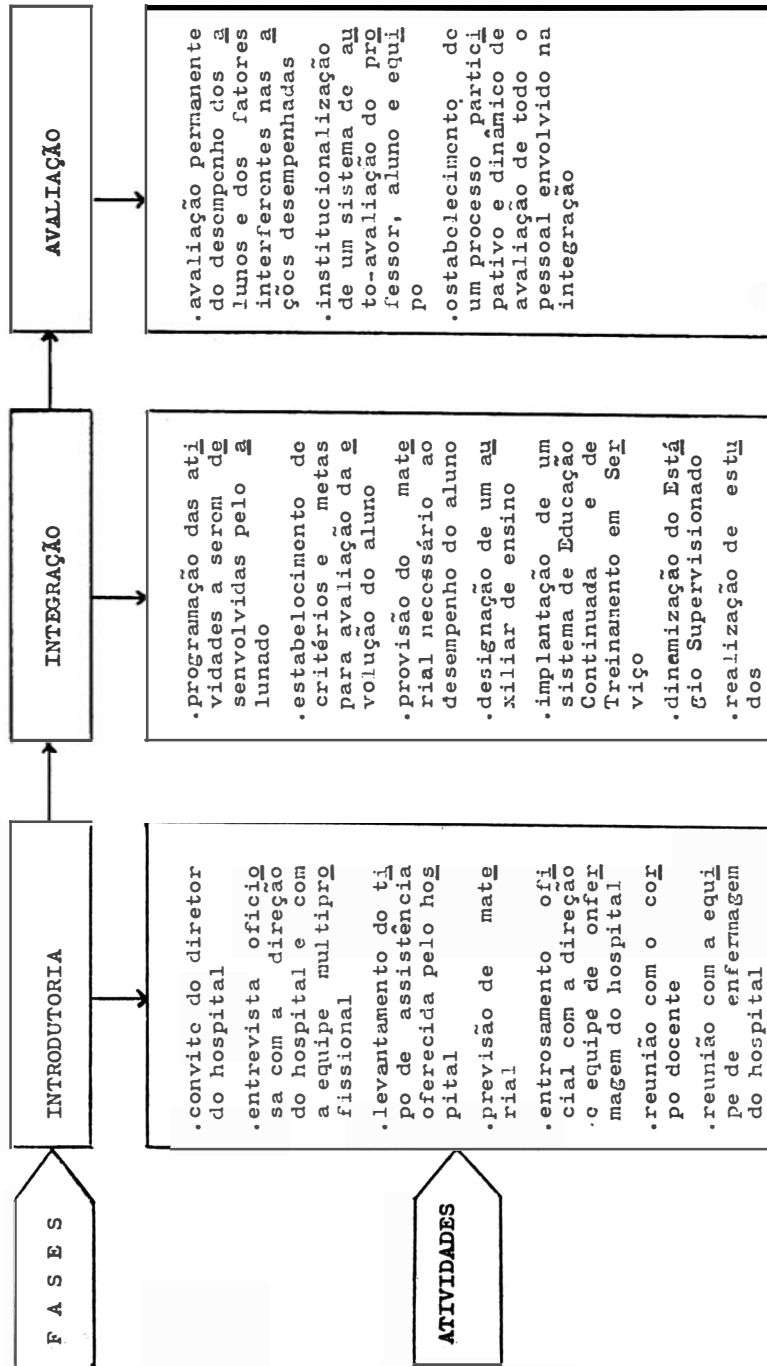 F A S E S
INTRODUTORIA
INTEGRAÇÃO
AVALIAÇÃO
ATIVIDADES
.convite do diretor
do hospital
.entrevista oficio
sa com a direção
do hospital e com
a equipe multipro
fissional
.levantamento do ti
po de assistência
oferecida pelo hos
pital
.previsão de mate
rial
.entrosamento ofi
cial com a direção
e equipe de onfer
magem do hospital
.reunião com o cor
po docente
.reunião com a equi
pe de enfermagem
do hospital
.programação das ati
vidades a serem de
senvolvidas pelo a
lunado
.estabelocimento de
critérios e metas
para avaliação da e
volução do aluno
.provisão do mate
rial necessário ao
desempenho do aluno
.designação de um au
xiliar de ensino
.implantação de um
sistema de Educação
Continuada e de
Treinamento em Ser
viço
.dinamização do Está
gio Supervisionado
.realização de estu
dos
.avaliação permanente
do desempenho dos a
lunos e dos fatores
interferentes nas a
ções desempenhadas
.institucionalização
de um sistema de au
to-avaliação do pro
fessor, aluno e equi
po
.ostabelecimento de
um processo partici
pativo e dinâmico de
avaliação de todo o
pessoal envolvido na
integração